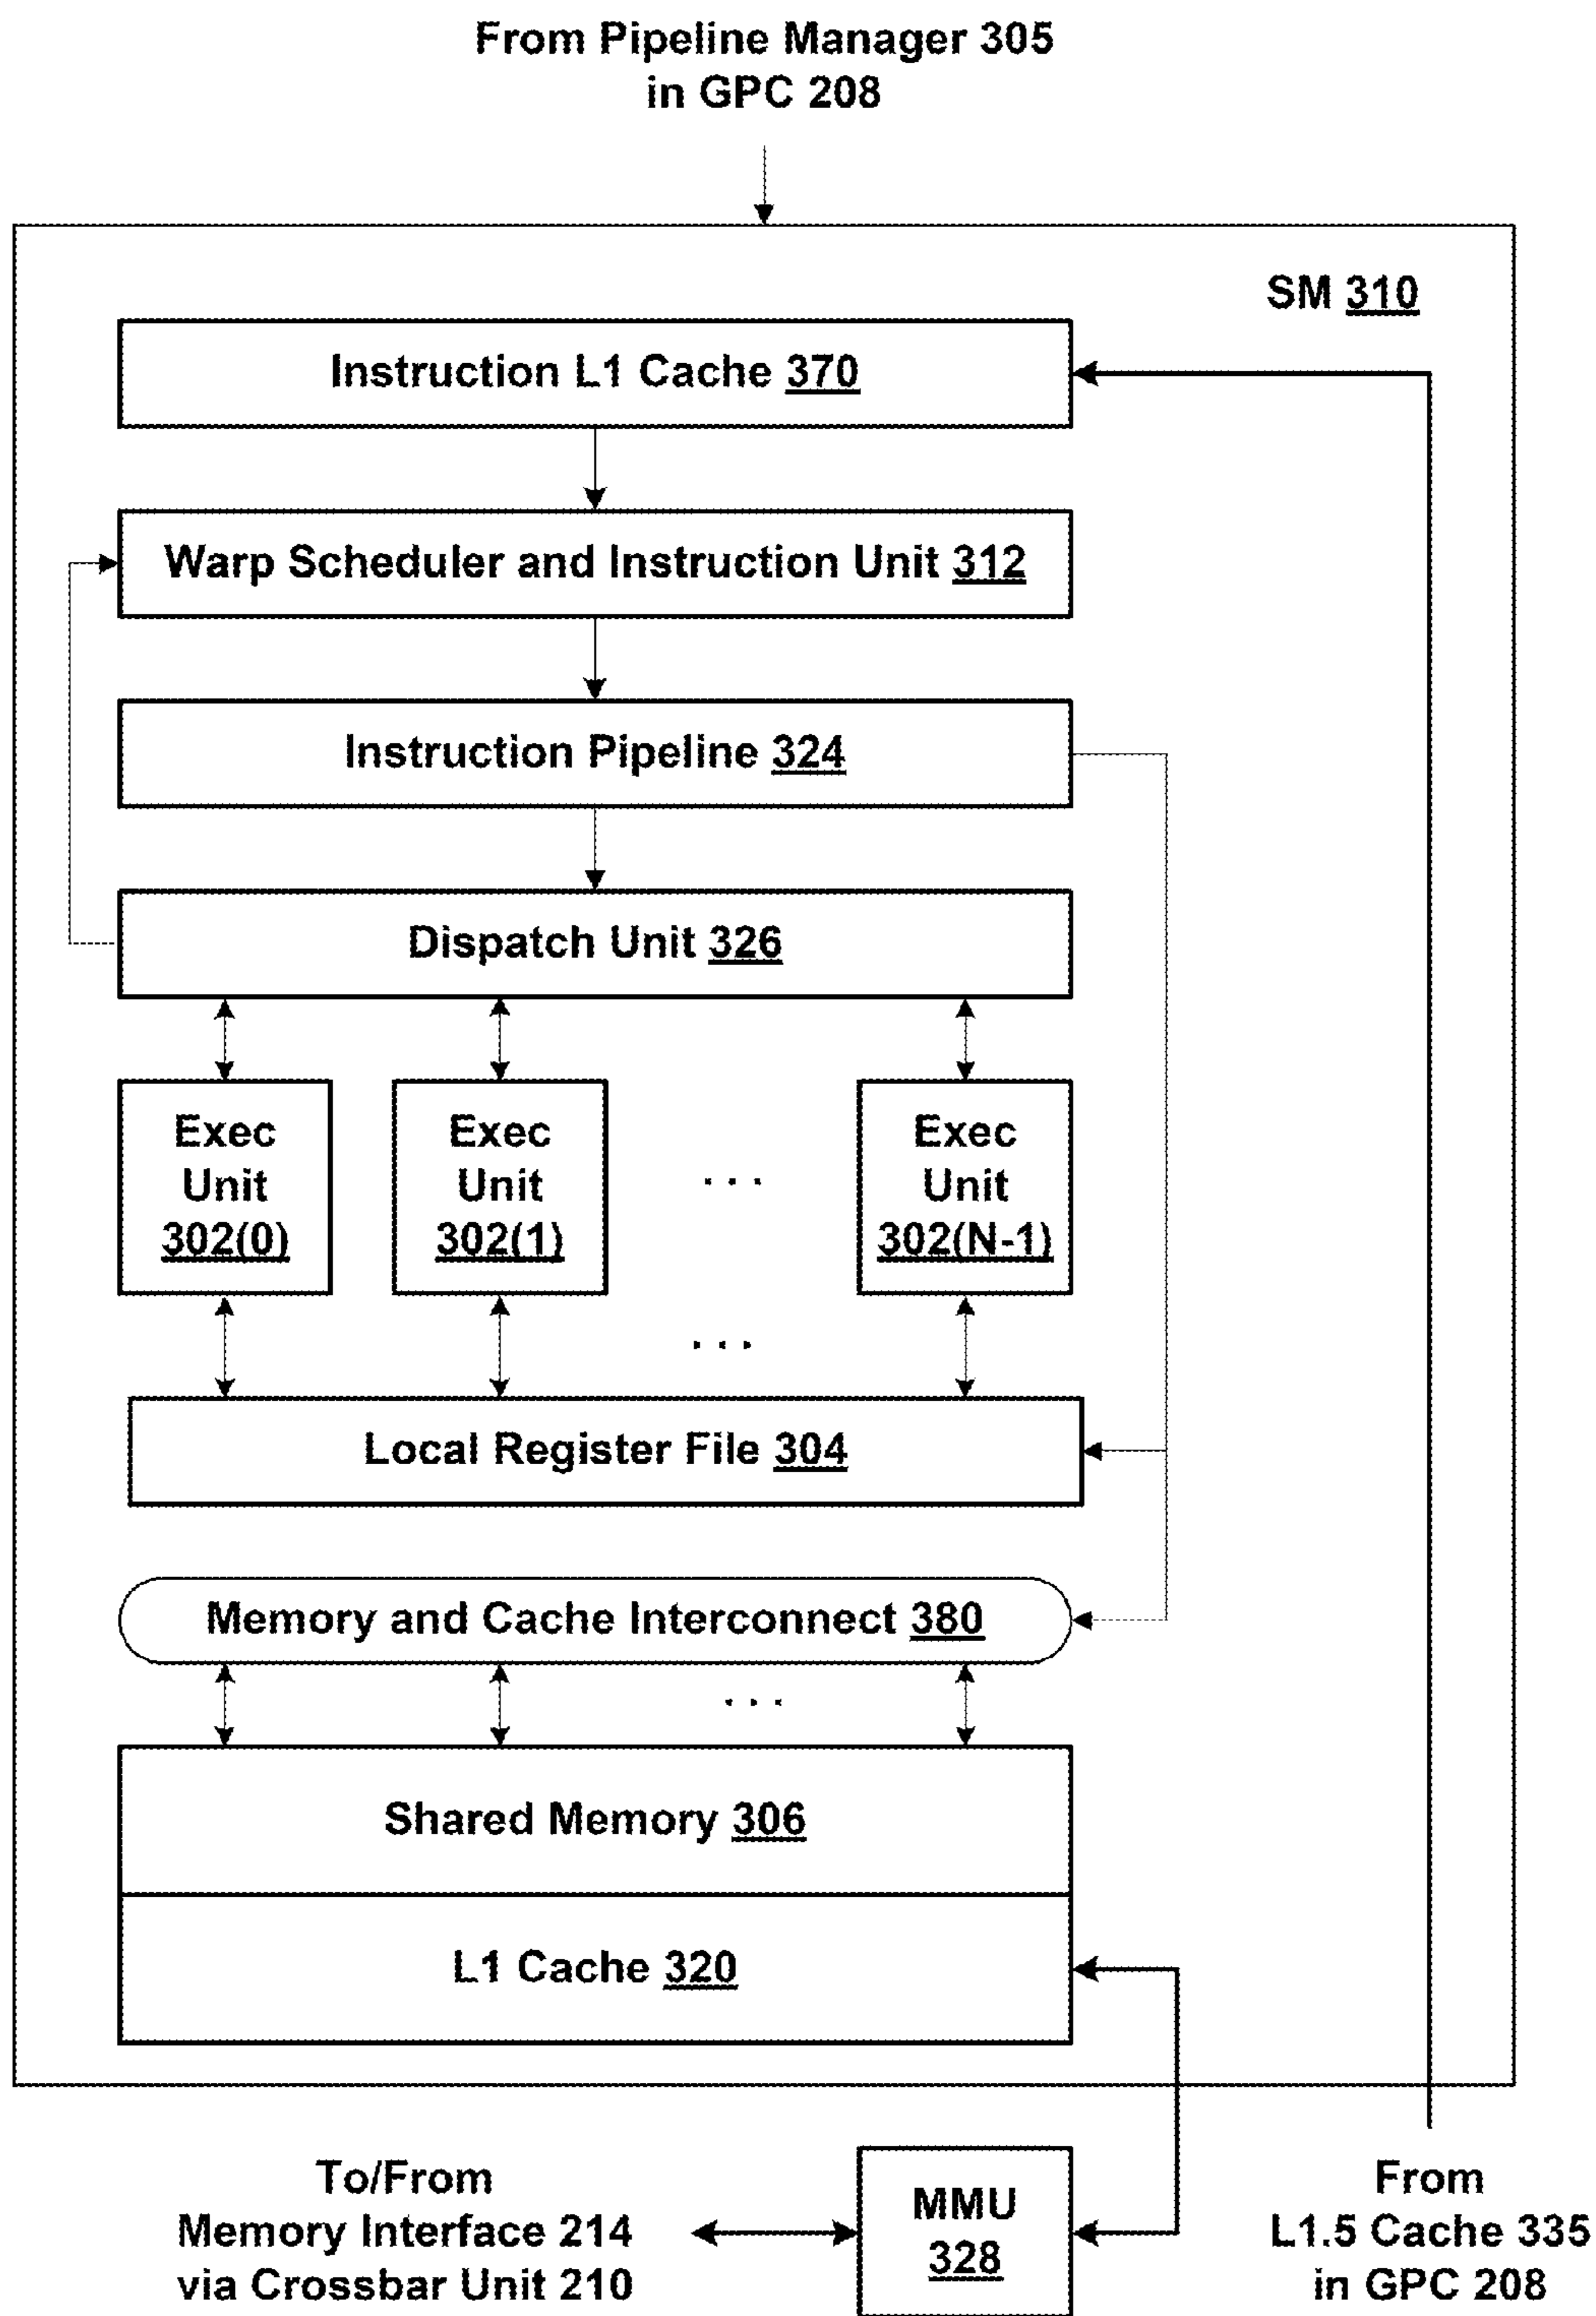 From Pipeline Manager 305
in GPC 208
SM 310
Instruction L1 Cache 370
Warp Scheduler and Instruction Unit 312
Instruction Pipeline 324
Dispatch Unit 326
Exec
Unit
302(0)
Exec
Unit
302(1)
. . .
Exec
Unit
302(N-1)
. . .
Local Register File 304
Memory and Cache Interconnect 380
. . .
Shared Memory 306
L1 Cache 320
To/From
Memory Interface 214
via Crossbar Unit 210
MMU
328
From
L1.5 Cache 335
in GPC 208